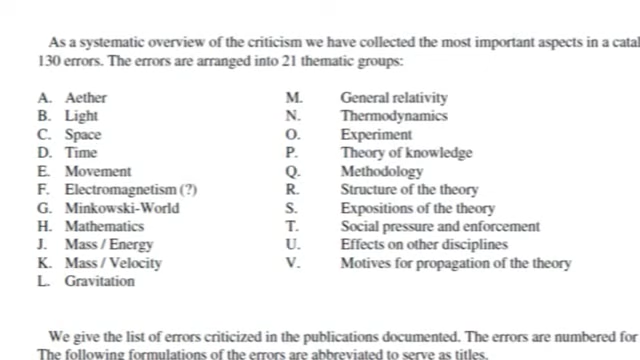 As a systematic overview of the criticism we have collected the most important aspects in a
130 errors. The errors are arranged into 21 thematic groups:
A. Aether
B. Light
C. Space
D. Time
E. Movement
F. Electromagnetism (?)
G. Minkowski-World
H. Mathematics
J. Mass / Energy
K. Mass / Velocity
L. Gravitation
M. General relativity
N. Thermodynamics
O. Experiment
P. Theory of knowledge
Q. Methodology
R. Structure of the theory
S. Expositions of the theory
T. Social pressure and enforcement
U. Effects on other disciplines
V. Motives for propagation of the theory
We give the list of errors criticized in the publications documented. The errors are numbered for
The following formulations of the errors are abbreviated to serve as titles.